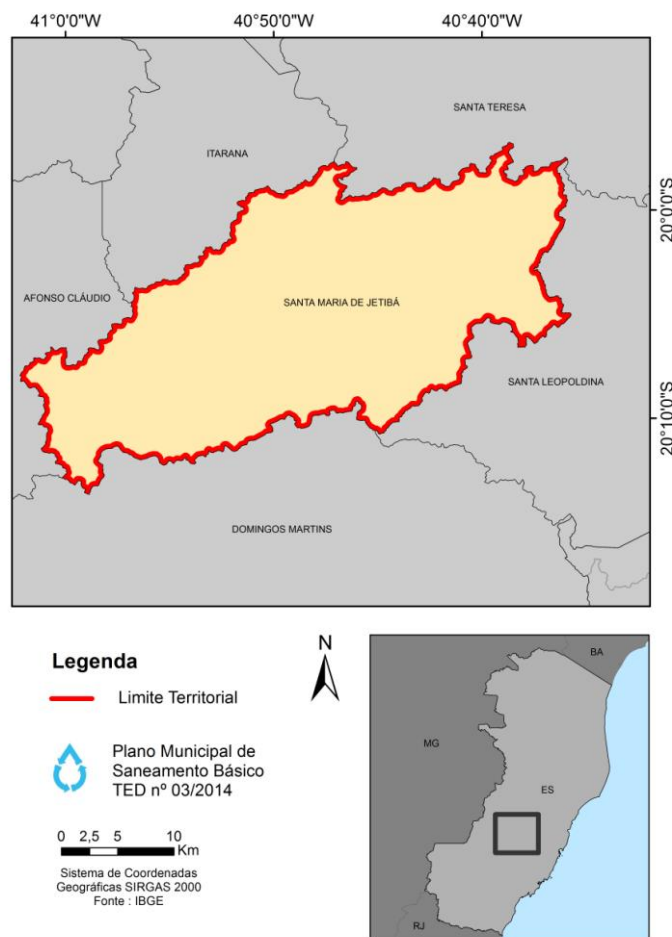 41°0'0"W
40°50'0"W
40°40'0"W
SANTA TERESA
ITARANA
20°0'0"S
AFONSO CLÁUDIO
SANTA MARIA DE JETIBÁ
SANTA LEOPOLDINA
20°10'0"S
DOMINGOS MARTINS
Legenda
Limite Territorial
Plano Municipal de
Saneamento Básico
TED nº 03/2014
0 2,5 5 10
Km
Sistema de Coordenadas
Geográficas SIRGAS 2000
Fonte : IBGE
N
BA
MG
ES
RJ